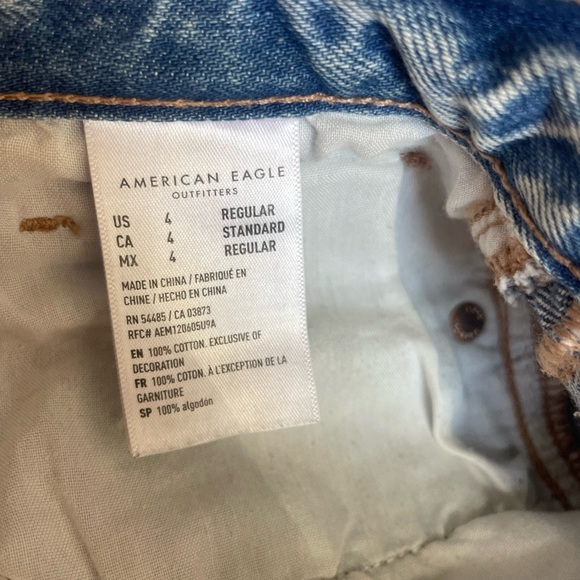 AMERICAN EAGLE
OUTFITTERS
US 4 REGULAR
CA 4 STANDARD
MX 4 REGULAR
MADE IN CHINA / FABRIQUÉ EN
CHINE / HECHO EN CHINA
RN 54485 / CA 03873
RFC# AEM120605U9A
EN 100% COTTON. EXCLUSIVE OF
DECORATION
FR 100% COTON. À L'EXCEPTION DE LA
GARNITURE
SP 100% algodón